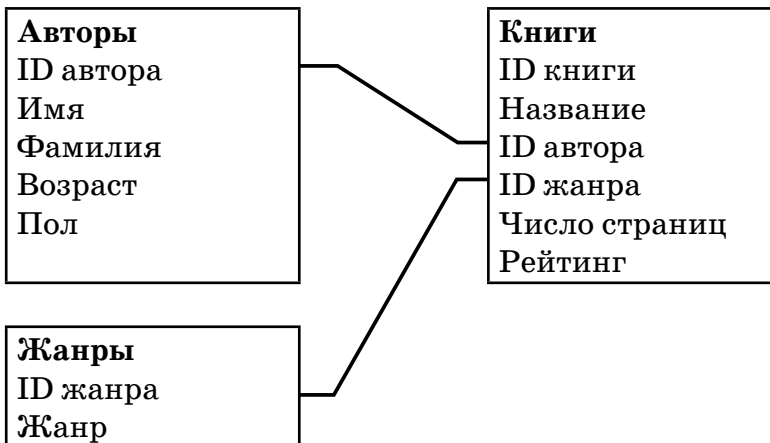 Авторы
ID автора
Имя
Фамилия
Возраст
Пол
Книги
ID книги
Название
ID автора
ID жанра
Число страниц
Рейтинг
Жанры
ID жанра
Жанр